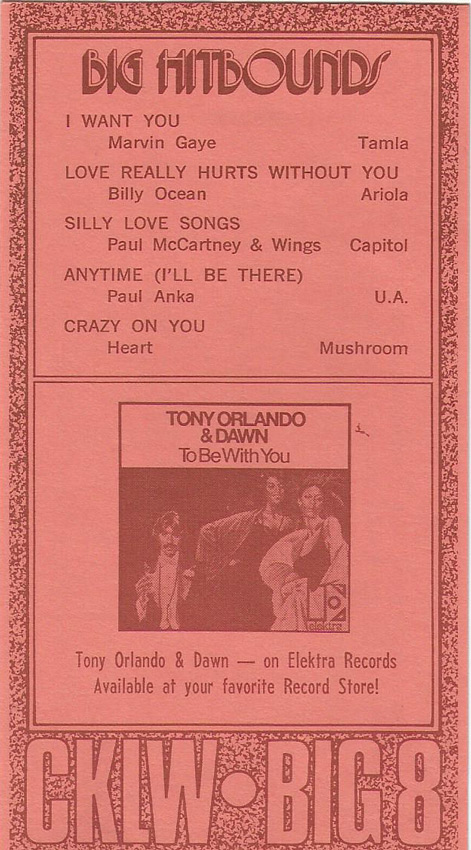 BIG HITBOUNDS
I WANT YOU
Marvin Gaye Tamla
LOVE REALLY HURTS WITHOUT YOU
Billy Ocean Ariola
SILLY LOVE SONGS
Paul McCartney & Wings Capitol
ANYTIME (I'LL BE THERE)
Paul Anka U.A.
CRAZY ON YOU
Heart Mushroom
TONY ORLANDO
& DAWN
To Be With You
elektra
Tony Orlando & Dawn — on Elektra Records
Available at your favorite Record Store!
CKLW • BIG 8